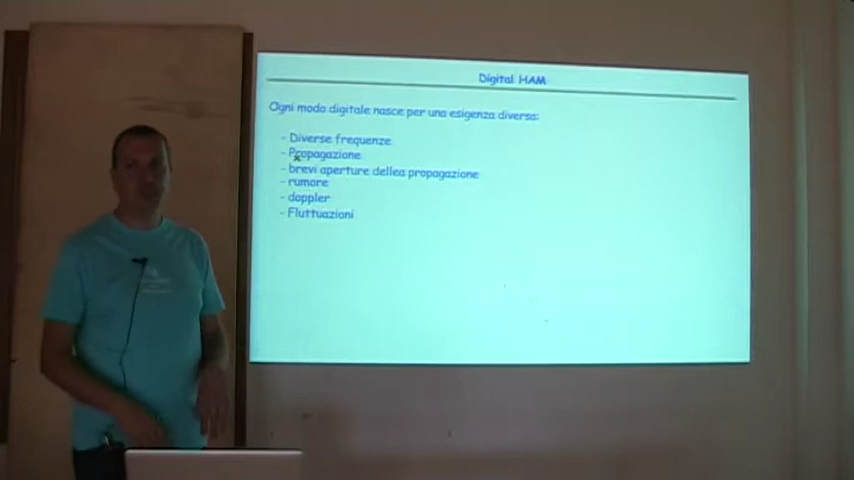 Digital HAM
Ogni modo digitale nasce per una esigenza diversa:
- Diverse frequenze
- Propagazione
- brevi aperture dellea propagazione
- rumore
- doppler
- Fluttuazioni